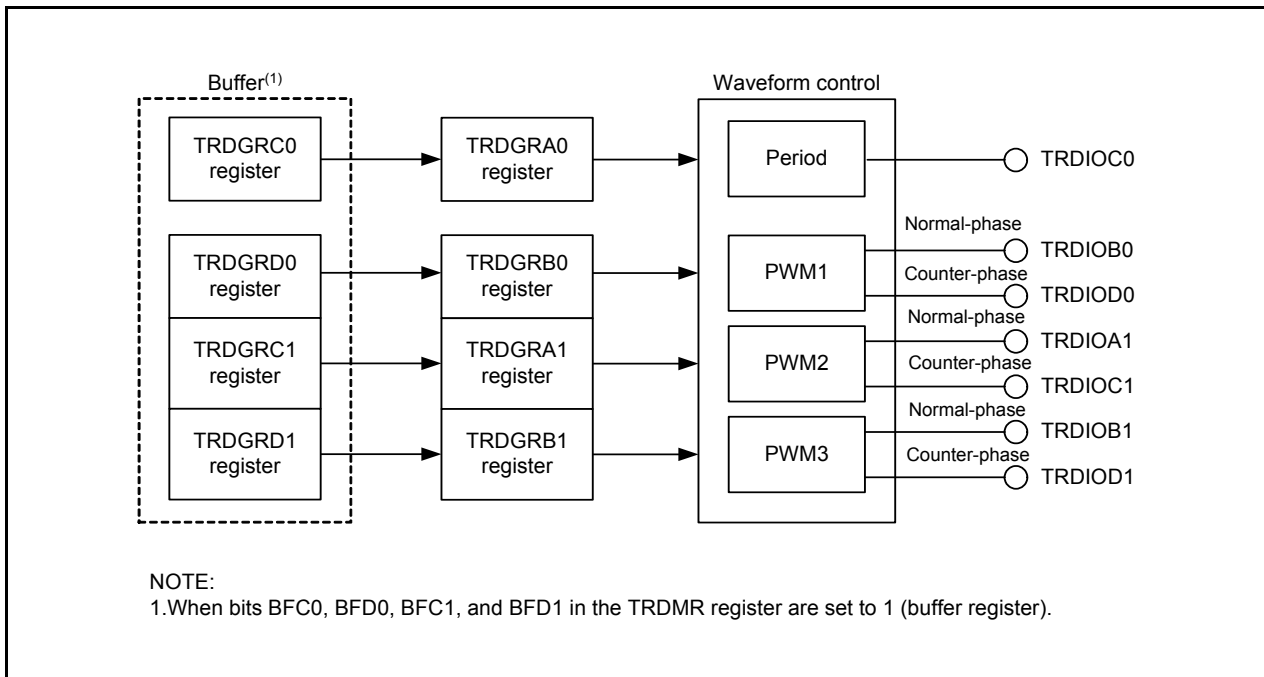 Buffer(1)
Waveform control
TRDGRC0
register
TRDGRA0
register
Period
TRDIOC0
TRDGRD0
register
TRDGRB0
register
PWM1
Normal-phase
TRDIOB0
Counter-phase
TRDIOD0
TRDGRC1
register
TRDGRA1
register
PWM2
Normal-phase
TRDIOA1
Counter-phase
TRDIOC1
TRDGRD1
register
TRDGRB1
register
PWM3
Normal-phase
TRDIOB1
Counter-phase
TRDIOD1
NOTE:
1.When bits BFC0, BFD0, BFC1, and BFD1 in the TRDMR register are set to 1 (buffer register).